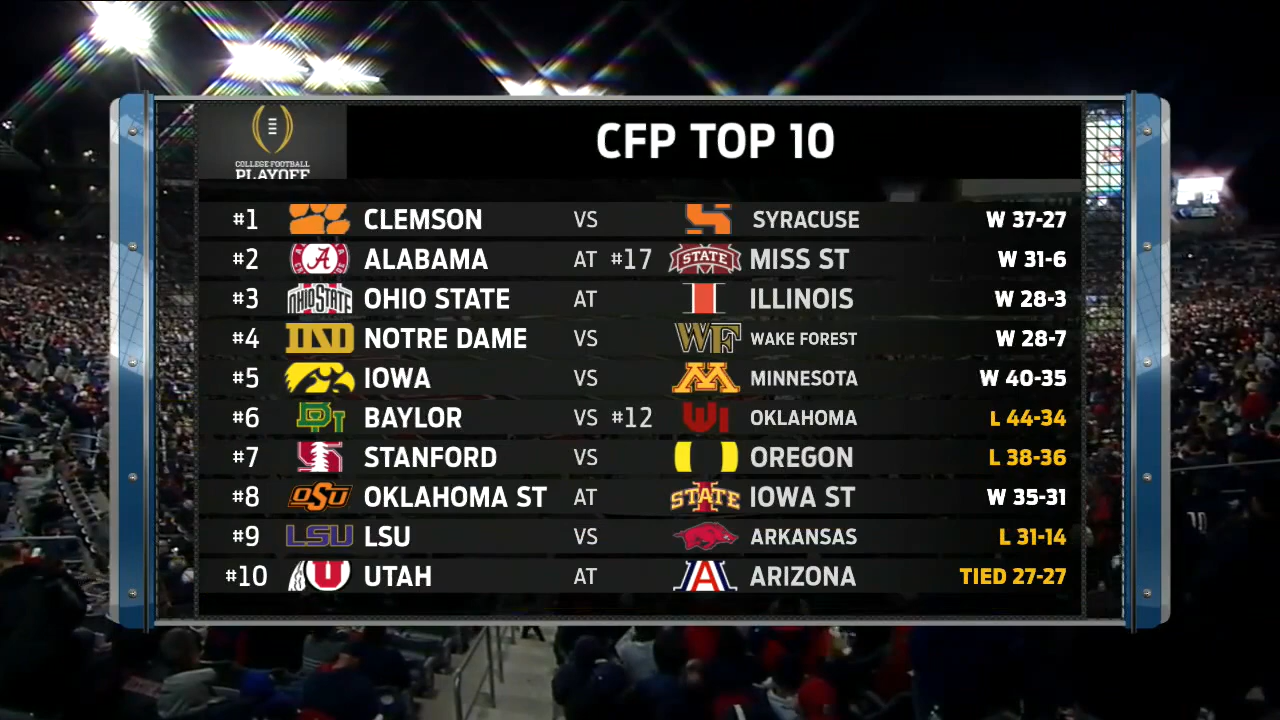 COLLEGE FOOTBALL
PLAYOFF
CFP TOP 10
#1 CLEMSON VS SYRACUSE W 37-27
#2 A ALABAMA AT #17 STATE MISS ST W 31-6
#3 OHIO STATE OHIO STATE AT I ILLINOIS W 28-3
#4 ND NOTRE DAME VS WF WAKE FOREST W 28-7
#5 IOWA VS M MINNESOTA W 40-35
#6 BU BAYLOR VS #12 OU OKLAHOMA L 44-34
#7 S STANFORD VS O OREGON L 38-36
#8 OSU OKLAHOMA ST AT STATE IOWA ST W 35-31
#9 LSU LSU VS ARKANSAS L 31-14
#10 U UTAH AT A ARIZONA TIED 27-27